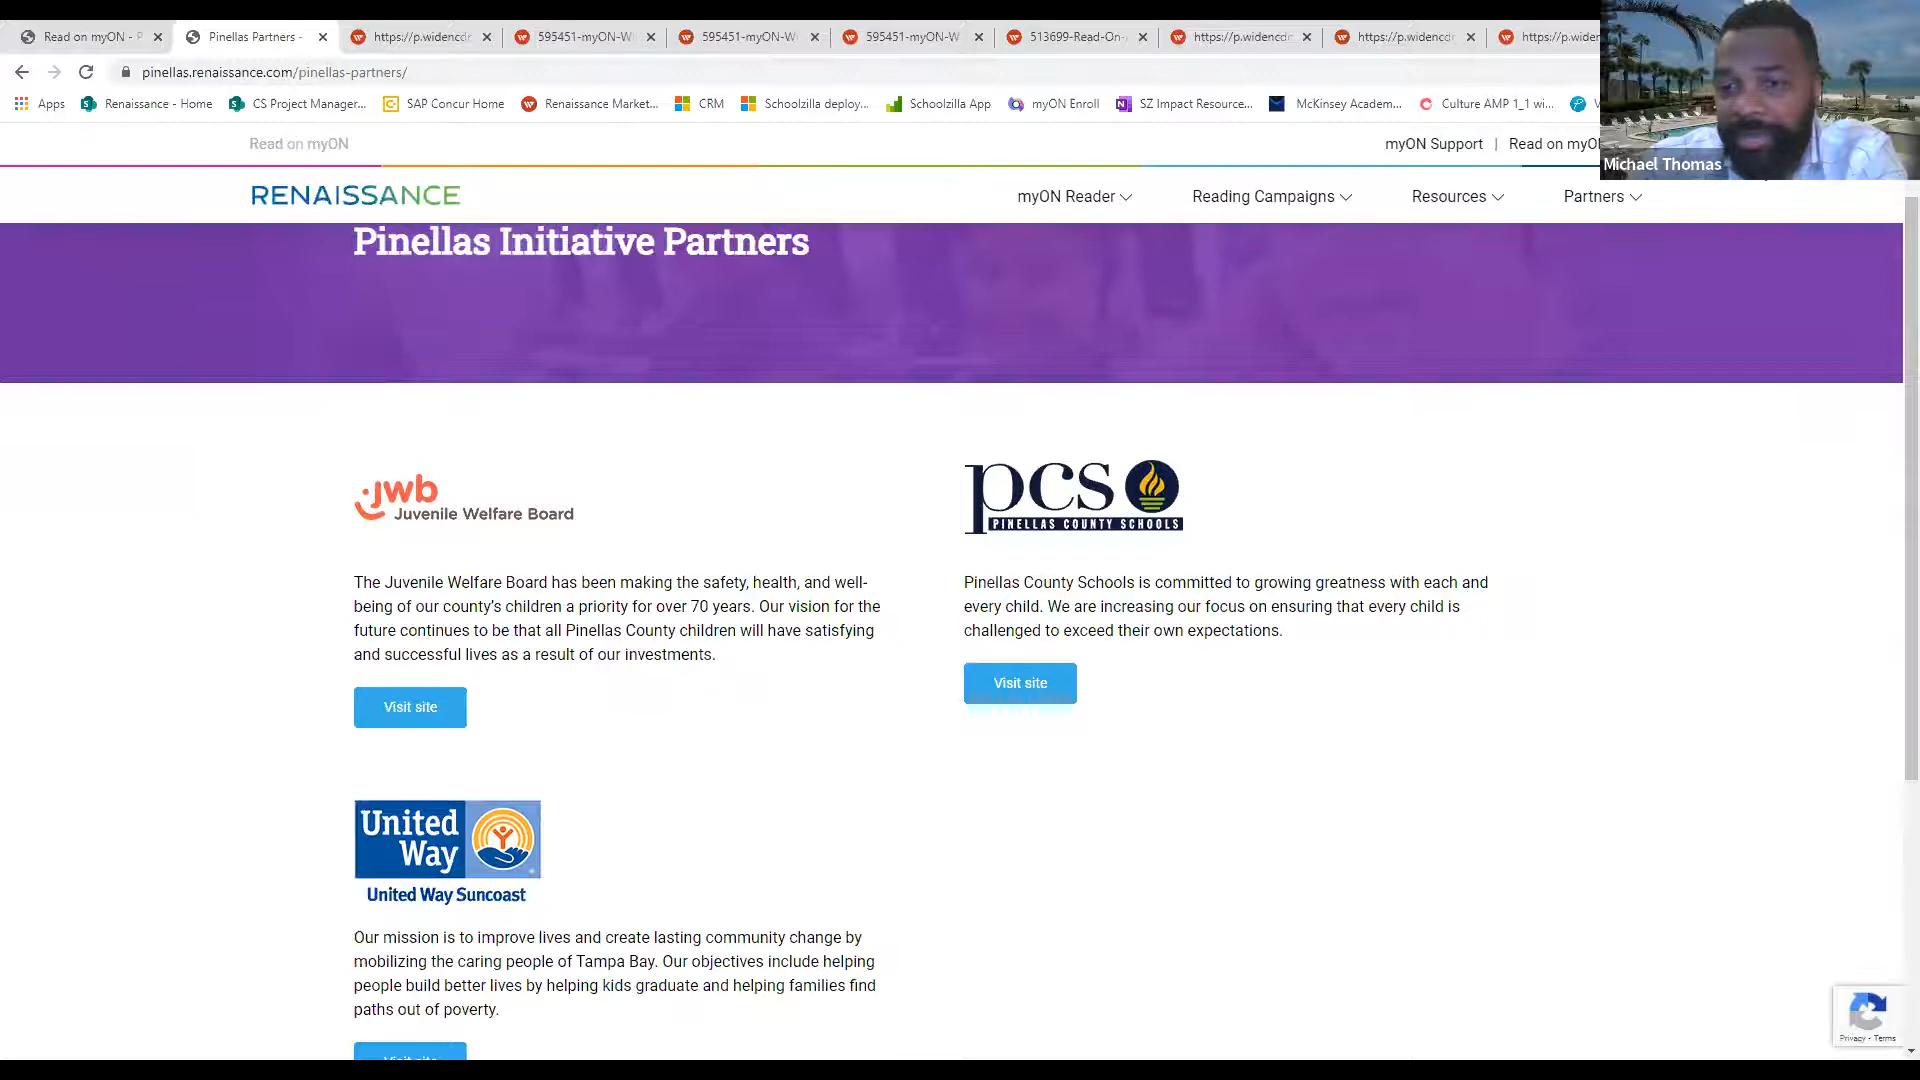 Read on myON - P
Pinellas Partners -
https://p.widencdn
595451-myON-W
595451-myON-W
595451-myON-W
513699-Read-On-
https://p.widencdn
https://p.widencdn
https://p.widen
pinellas.renaissance.com/pinellas-partners/
Apps
Renaissance - Home
CS Project Manager...
SAP Concur Home
Renaissance Market...
CRM
Schoolzilla deploy...
Schoolzilla App
myON Enroll
SZ Impact Resource...
McKinsey Academ...
Culture AMP 1_1 wi...
Read on myON
myON Support | Read on myO
Michael Thomas
RENAISSANCE
myON Reader
Reading Campaigns
Resources
Partners
Pinellas Initiative Partners
jwb
Juvenile Welfare Board
The Juvenile Welfare Board has been making the safety, health, and well-
being of our county's children a priority for over 70 years. Our vision for the
future continues to be that all Pinellas County children will have satisfying
and successful lives as a result of our investments.
Visit site
pcs
PINELLAS COUNTY SCHOOLS
Pinellas County Schools is committed to growing greatness with each and
every child. We are increasing our focus on ensuring that every child is
challenged to exceed their own expectations.
Visit site
United
Way
United Way Suncoast
Our mission is to improve lives and create lasting community change by
mobilizing the caring people of Tampa Bay. Our objectives include helping
people build better lives by helping kids graduate and helping families find
paths out of poverty.
Visit site
Privacy - Terms